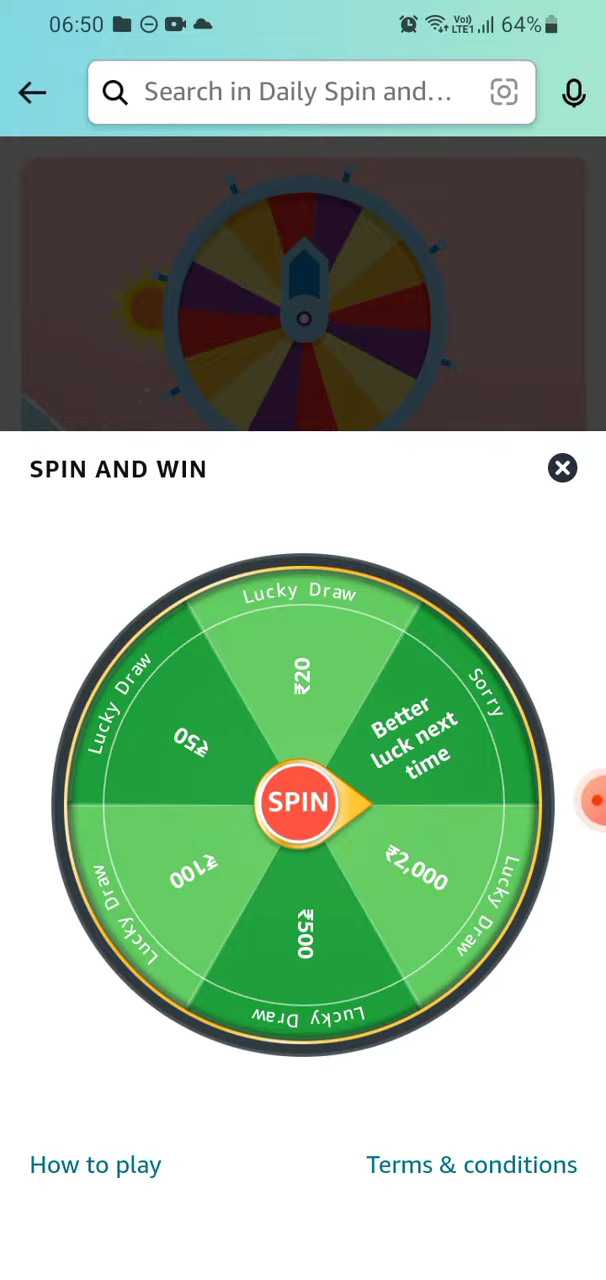 06:50 Vo)) LTE1 64%
Search in Daily Spin and...
SPIN AND WIN
Lucky Draw
₹20
Sorry
Better
luck next
time
Lucky Draw
₹50
SPIN
Lucky Draw
₹2,000
Lucky Draw
₹100
₹500
Lucky Draw
How to play
Terms & conditions